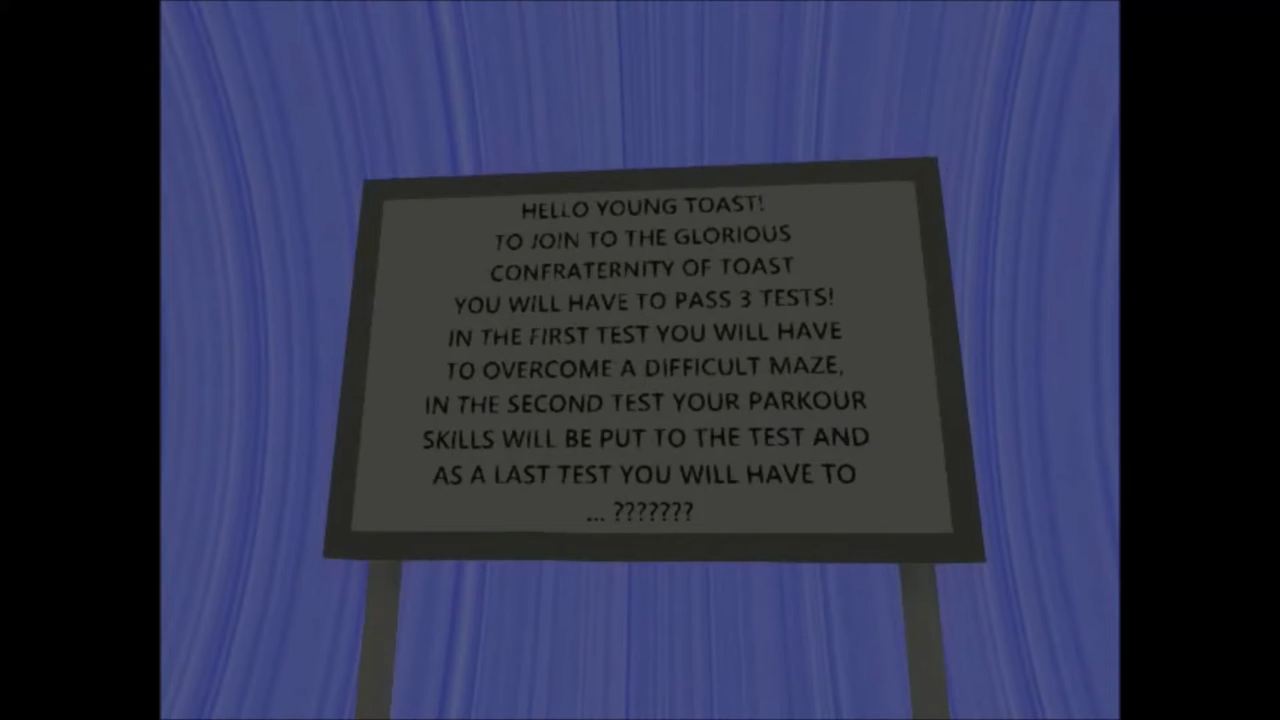 HELLO YOUNG TOAST!
TO JOIN TO THE GLORIOUS
CONFRATERNITY OF TOAST
YOU WILL HAVE TO PASS 3 TESTS!
IN THE FIRST TEST YOU WILL HAVE
TO OVERCOME A DIFFICULT MAZE,
IN THE SECOND TEST YOUR PARKOUR
SKILLS WILL BE PUT TO THE TEST AND
AS A LAST TEST YOU WILL HAVE TO
... ???????